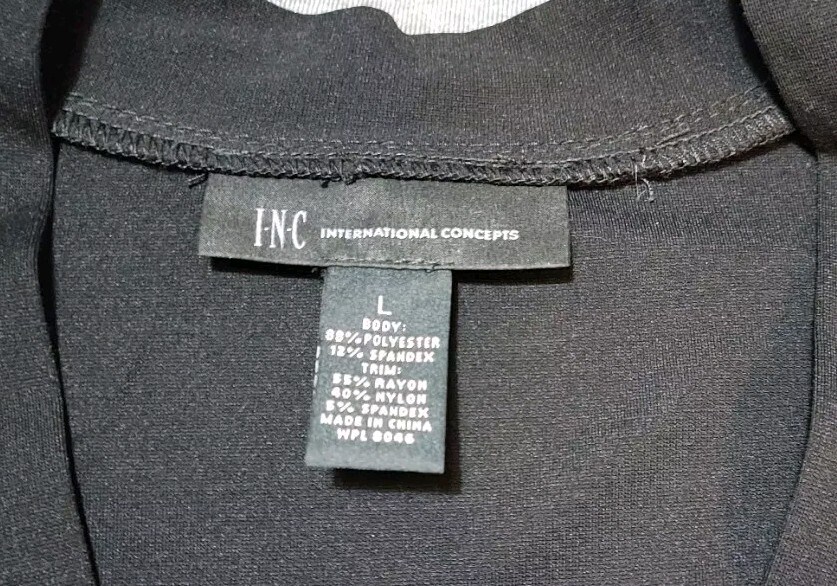 I·N·C INTERNATIONAL CONCEPTS
L
BODY:
88% POLYESTER
12% SPANDEX
TRIM:
55% RAYON
40% NYLON
5% SPANDEX
MADE IN CHINA
WPL 8046